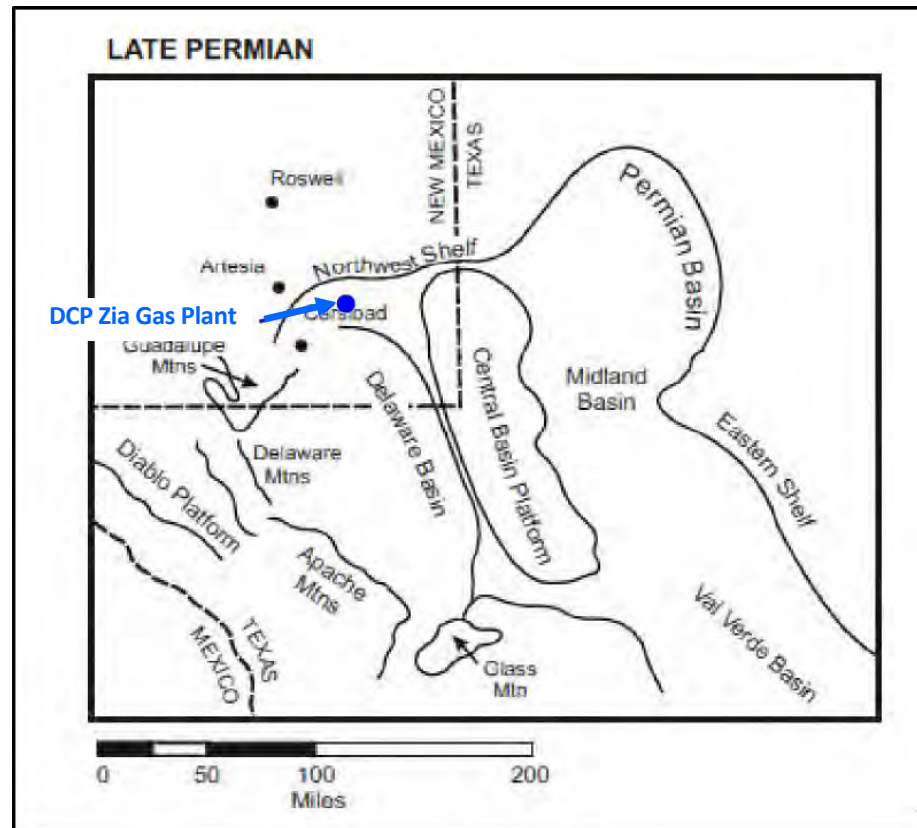 LATE PERMIAN
NEW MEXICO
TEXAS
Roswell
Permian Basin
Artesia
Northwest Shelf
DCP Zia Gas Plant
Carlsbad
Guadalupe
Mtns
Midland
Basin
Central Basin Platform
Delaware Basin
Eastern Shelf
Delaware
Mtns
Diablo Platform
Apache
Mtns
Val Verde Basin
TEXAS
MEXICO
Glass
Mtn
0 50 100 200
Miles